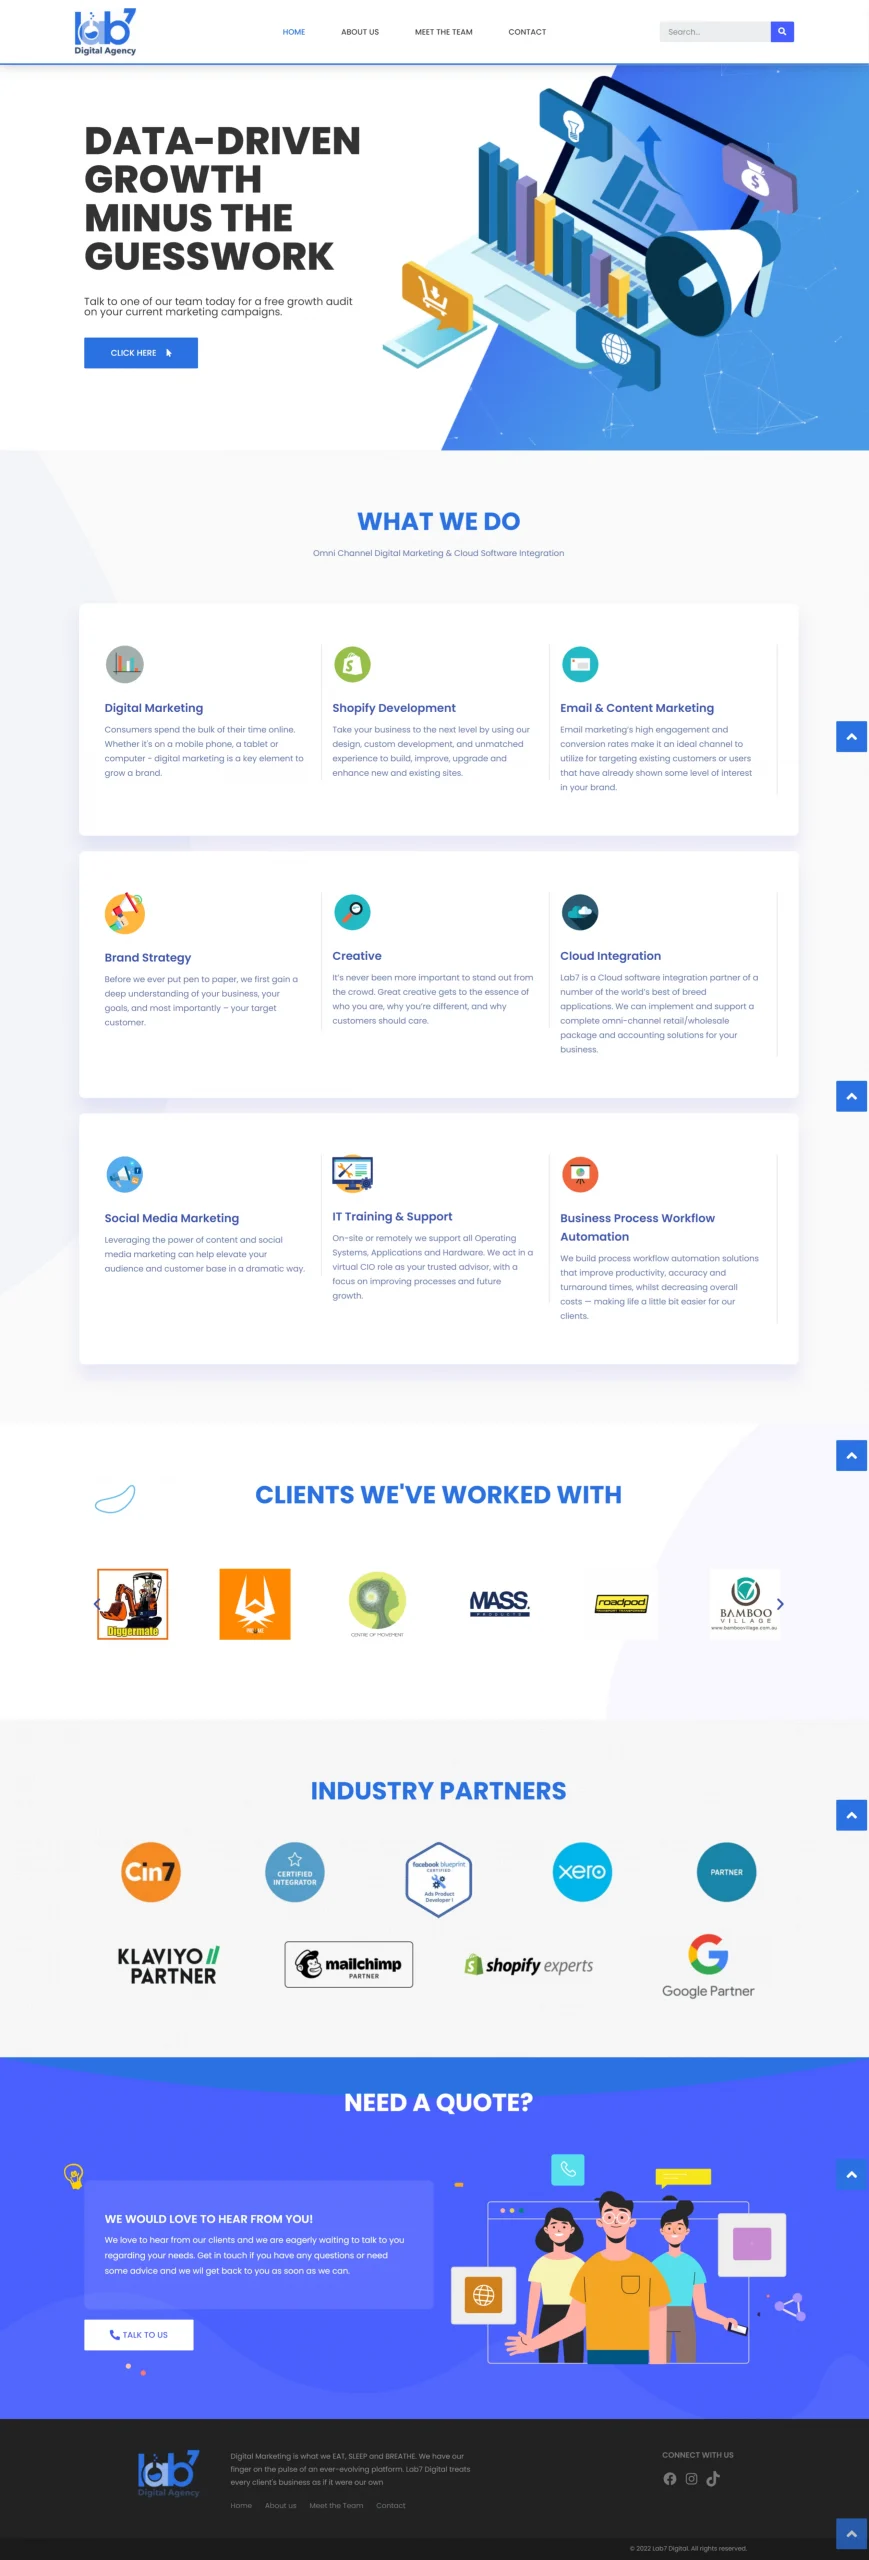 lab7
Digital Agency
HOME
ABOUT US
MEET THE TEAM
CONTACT
Search...
DATA-DRIVEN
GROWTH
MINUS THE
GUESSWORK
Talk to one of our team today for a free growth audit
on your current marketing campaigns.
CLICK HERE
WHAT WE DO
Omni Channel Digital Marketing & Cloud Software Integration
Digital Marketing
Consumers spend the bulk of their time online.
Whether it's on a mobile phone, a tablet or
computer - digital marketing is a key element to
grow a brand.
Shopify Development
Take your business to the next level by using our
design, custom development, and unmatched
experience to build, improve, upgrade and
enhance new and existing sites.
Email & Content Marketing
Email marketing's high engagement and
conversion rates make it an ideal channel to
utilize for targeting existing customers or users
that have already shown some level of interest
in your brand.
Brand Strategy
Before we ever put pen to paper, we first gain a
deep understanding of your business, your
goals, and most importantly – your target
customer.
Creative
It's never been more important to stand out from
the crowd. Great creative gets to the essence of
who you are, why you're different, and why
customers should care.
Cloud Integration
Lab7 is a Cloud software integration partner of a
number of the world's best of breed
applications. We can implement and support a
complete omni-channel retail/wholesale
package and accounting solutions for your
business.
Social Media Marketing
Leveraging the power of content and social
media marketing can help elevate your
audience and customer base in a dramatic way.
IT Training & Support
On-site or remotely we support all Operating
Systems, Applications and Hardware. We act in a
virtual CIO role as your trusted advisor, with a
focus on improving processes and future
growth.
Business Process Workflow
Automation
We build process workflow automation solutions
that improve productivity, accuracy and
turnaround times, whilst decreasing overall
costs — making life a little bit easier for our
clients.
CLIENTS WE'VE WORKED WITH
Diggermate
CENTRE OF MOVEMENT
MASS.
PRODUCTS
roadpod
BAMBOO
VILLAGE
www.bamboovillage.com.au
INDUSTRY PARTNERS
Cin7
CERTIFIED
INTEGRATOR
facebook blueprint
CERTIFIED
Ads Product
Developer I
xero
PARTNER
KLAVIYO
PARTNER
mailchimp
PARTNER
shopify experts
Google Partner
NEED A QUOTE?
WE WOULD LOVE TO HEAR FROM YOU!
We love to hear from our clients and we are eagerly waiting to talk to you
regarding your needs. Get in touch if you have any questions or need
some advice and we wil get back to you as soon as we can.
TALK TO US
lab7
Digital Agency
Digital Marketing is what we EAT, SLEEP and BREATHE. We have our
finger on the pulse of an ever-evolving platform. Lab7 Digital treats
every client's business as if it were our own
Home
About us
Meet the Team
Contact
CONNECT WITH US
© 2022 Lab7 Digital. All rights reserved.